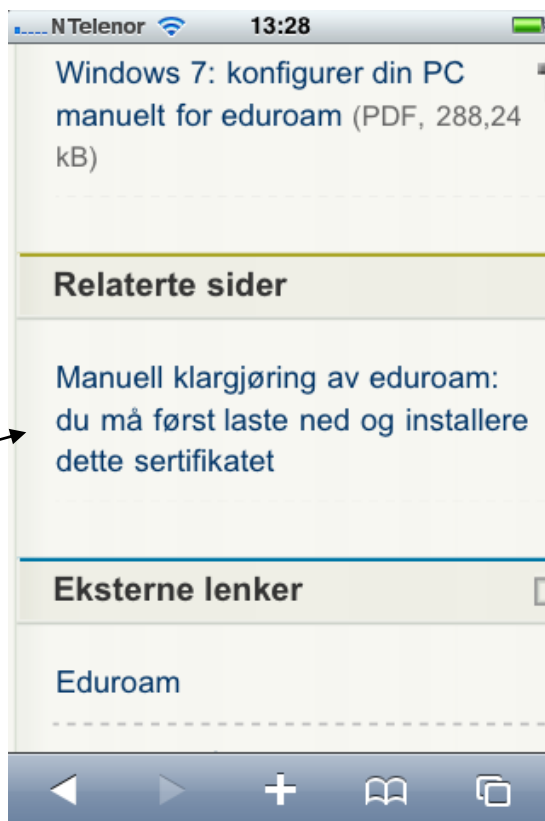 N Telenor 13:28
Windows 7: konfigurer din PC
manuelt for eduroam (PDF, 288,24
kB)
Relaterte sider
Manuell klargjøring av eduroam:
du må først laste ned og installere
dette sertifikatet
Eksterne lenker
Eduroam